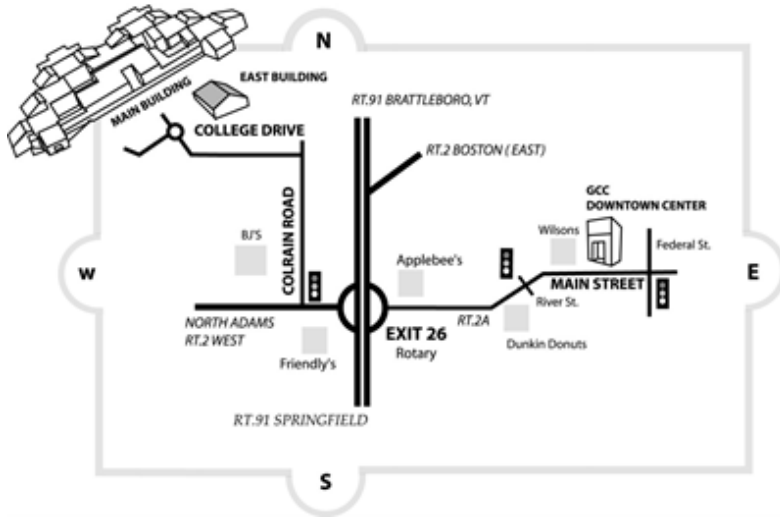 N
EAST BUILDING
MAIN BUILDING
RT.91 BRATTLEBORO, VT
COLLEGE DRIVE
RT.2 BOSTON (EAST)
GCC
DOWNTOWN CENTER
COLRAIN ROAD
BJ'S
Wilsons
Federal St.
W
Applebee's
E
MAIN STREET
River St.
NORTH ADAMS
RT.2 WEST
EXIT 26
Rotary
RT.2A
Friendly's
Dunkin Donuts
RT.91 SPRINGFIELD
S